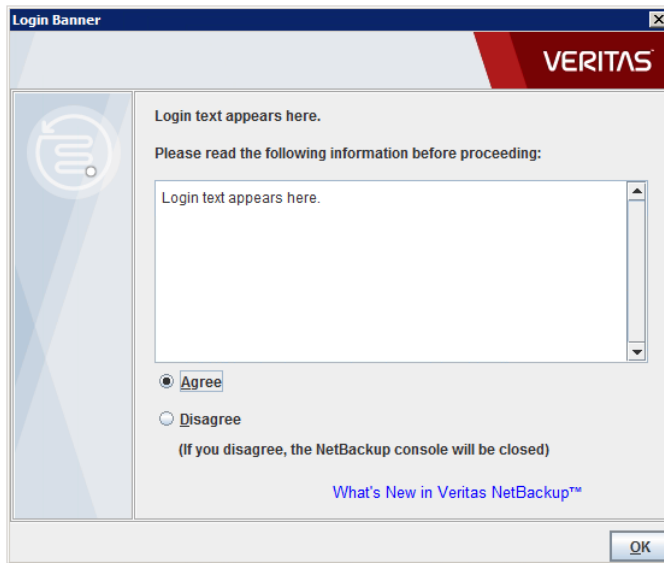 Login Banner
VERITAS
Login text appears here.
Please read the following information before proceeding:
Login text appears here.
Agree
Disagree
(If you disagree, the NetBackup console will be closed)
What's New in Veritas NetBackup™
OK